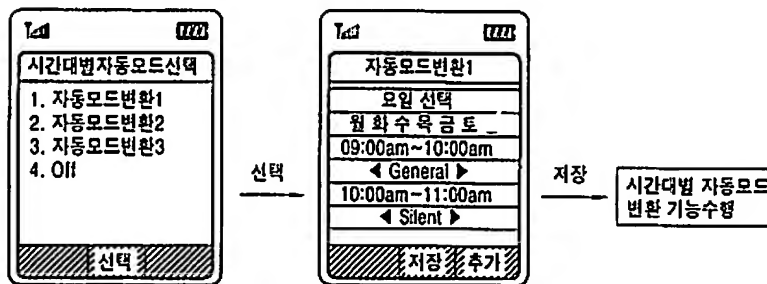 시간대별자동모드선택
1. 자동모드변환1
2. 자동모드변환2
3. 자동모드변환3
4. Off
선택
선택
자동모드변환1
요일 선택
월 화 수 목 금 토 _
09:00am~10:00am
◀ General ▶
10:00am~11:00am
◀ Silent ▶
저장 추가
저장
시간대별 자동모드
변환 기능수행